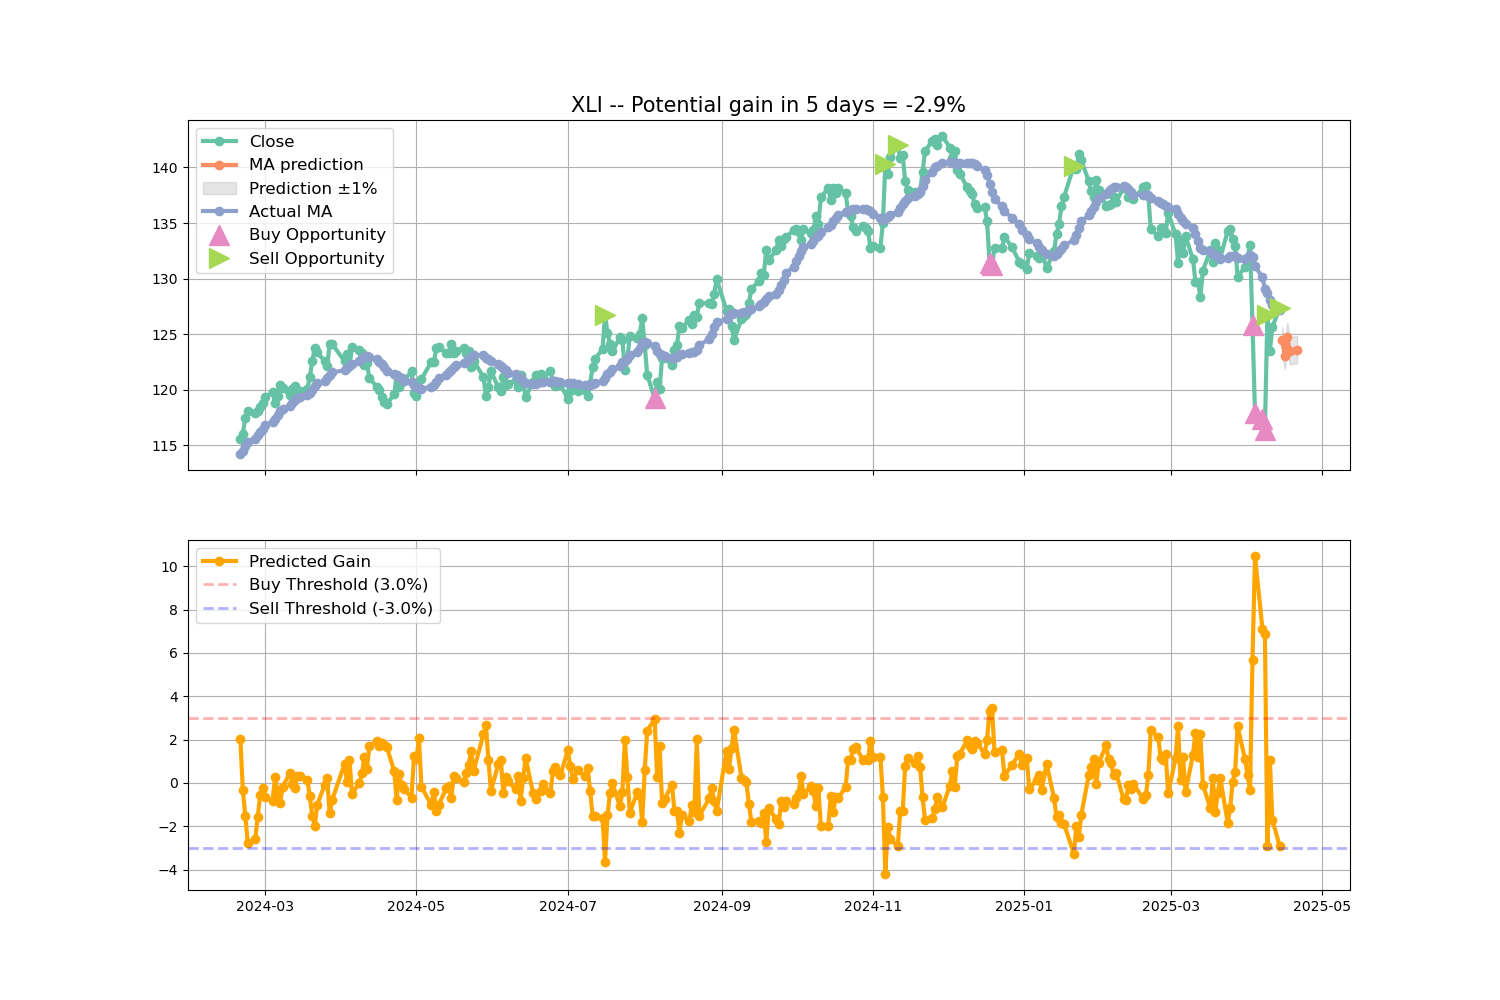 XLI -- Potential gain in 5 days = -2.9%
Close
MA prediction
Prediction ±1%
Actual MA
Buy Opportunity
Sell Opportunity
140
135
130
125
120
115
Predicted Gain
Buy Threshold (3.0%)
Sell Threshold (-3.0%)
10
8
6
4
2
0
−2
−4
2024-03
2024-05
2024-07
2024-09
2024-11
2025-01
2025-03
2025-05